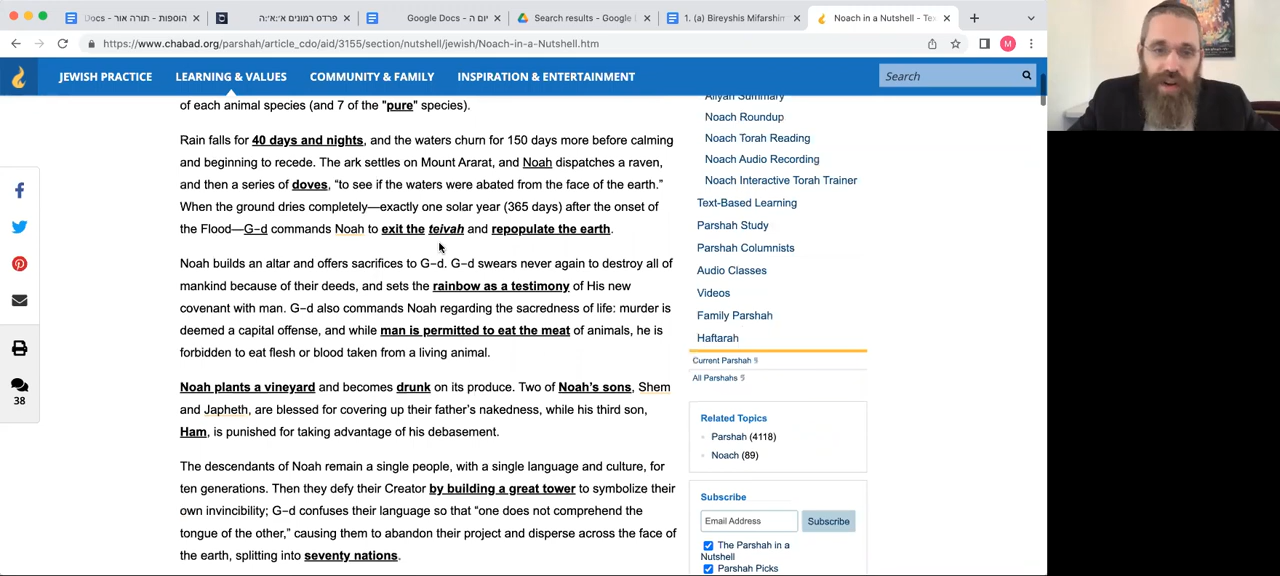 Docs - הוספות - תורה אור
פרדס רמונים א׳:א׳:ה
Google Docs - יום ה
Search results - Google
1. (a) Bireyshis Mifarshim
Noach in a Nutshell - Te
https://www.chabad.org/parshah/article_cdo/aid/3155/section/nutshell/jewish/Noach-in-a-Nutshell.htm
M
JEWISH PRACTICE
LEARNING & VALUES
COMMUNITY & FAMILY
INSPIRATION & ENTERTAINMENT
Search
of each animal species (and 7 of the "pure" species).
Rain falls for 40 days and nights, and the waters churn for 150 days more before calming
and beginning to recede. The ark settles on Mount Ararat, and Noah dispatches a raven,
and then a series of doves, “to see if the waters were abated from the face of the earth.”
When the ground dries completely—exactly one solar year (365 days) after the onset of
the Flood—G‑d commands Noah to exit the teivah and repopulate the earth.
Noah builds an altar and offers sacrifices to G‑d. G‑d swears never again to destroy all of
mankind because of their deeds, and sets the rainbow as a testimony of His new
covenant with man. G‑d also commands Noah regarding the sacredness of life: murder is
deemed a capital offense, and while man is permitted to eat the meat of animals, he is
forbidden to eat flesh or blood taken from a living animal.
Noah plants a vineyard and becomes drunk on its produce. Two of Noah’s sons, Shem
and Japheth, are blessed for covering up their father’s nakedness, while his third son,
Ham, is punished for taking advantage of his debasement.
The descendants of Noah remain a single people, with a single language and culture, for
ten generations. Then they defy their Creator by building a great tower to symbolize their
own invincibility; G‑d confuses their language so that “one does not comprehend the
tongue of the other,” causing them to abandon their project and disperse across the face of
the earth, splitting into seventy nations.
38
Aliyah Summary
Noach Roundup
Noach Torah Reading
Noach Audio Recording
Noach Interactive Torah Trainer
Text-Based Learning
Parshah Study
Parshah Columnists
Audio Classes
Videos
Family Parshah
Haftarah
Current Parshah
All Parshahs
Related Topics
Parshah (4118)
Noach (89)
Subscribe
Email Address
Subscribe
The Parshah in a
Nutshell
Parshah Picks